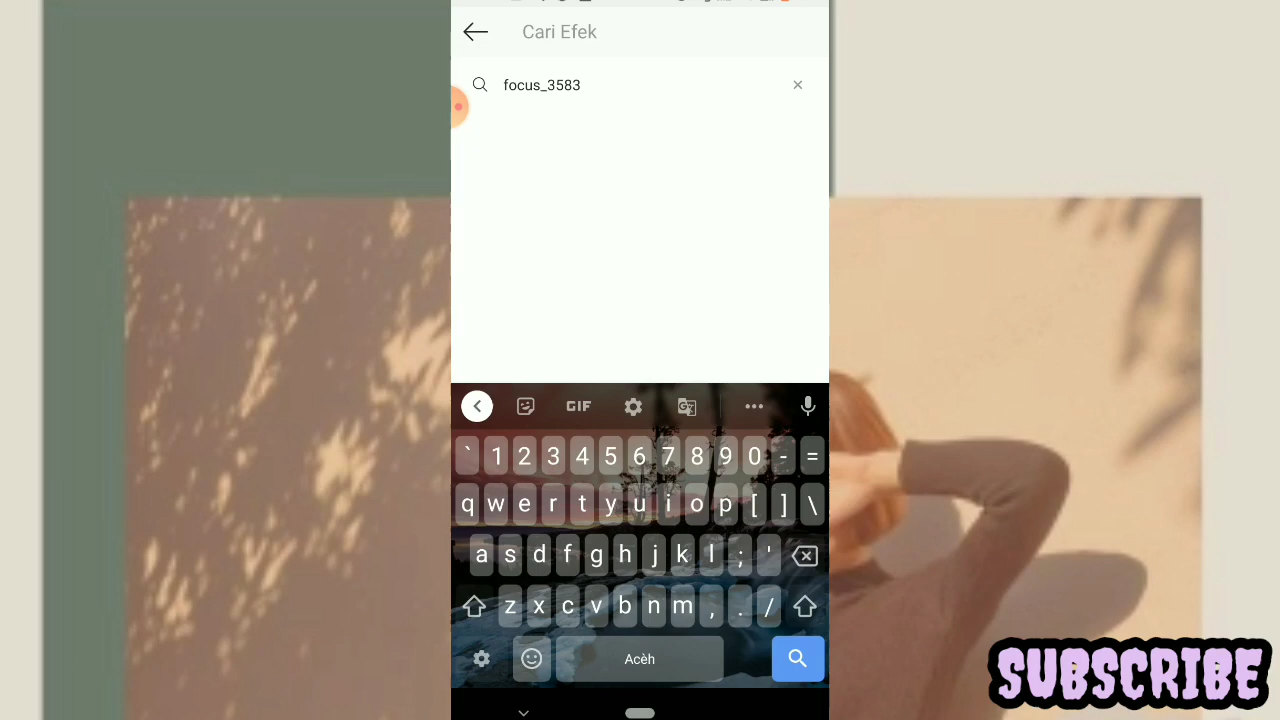 Cari Efek
focus_3583
GIF
` 1 2 3 4 5 6 7 8 9 0 - =
q w e r t y u i o p [ ] \
a s d f g h j k l ; '
z x c v b n m , . /
Acèh
SUBSCRIBE